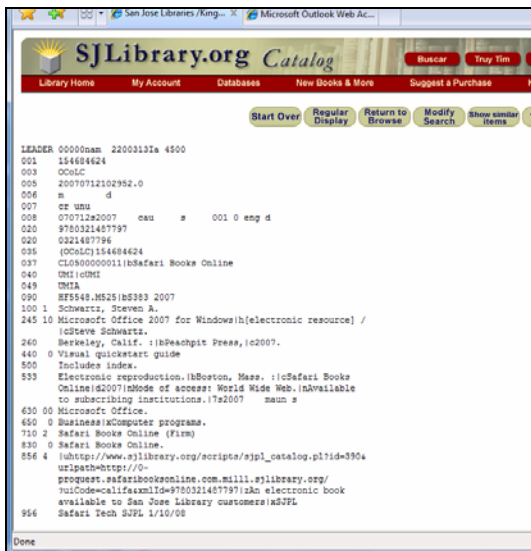 San Jose Libraries /King... X
Microsoft Outlook Web Ac...
SJLibrary.org Catalog
Buscar
Truy Tim
Library Home
My Account
Databases
New Books & More
Suggest a Purchase
Start Over
Regular Display
Return to Browse
Modify Search
Show similar items
LEADER 00000nam 2200313Ia 4500
001 154684624
003 OCoLC
005 20070712102952.0
006 m d
007 cr unu
008 070712s2007 cau s 001 0 eng d
020 9780321487797
020 0321487796
035 (OCoLC)154684624
037 CL0500000011|bSafari Books Online
040 UMI|cUMI
049 UMIA
090 HF5548.M525|bS383 2007
100 1 Schwartz, Steven A.
245 10 Microsoft Office 2007 for Windows|h[electronic resource] /
|cSteve Schwartz.
260 Berkeley, Calif. :|bPeachpit Press,|c2007.
440 0 Visual quickstart guide
500 Includes index.
533 Electronic reproduction.|bBoston, Mass. :|cSafari Books
Online|d2007|nMode of access: World Wide Web.|nAvailable
to subscribing institutions.|7s2007 maun s
630 00 Microsoft Office.
650 0 Business|xComputer programs.
710 2 Safari Books Online (Firm)
830 0 Safari Books Online.
856 4 |uhttp://www.sjlibrary.org/scripts/sjpl_catalog.pl?id=390&
urlpath=http://0-
proquest.safaribooksonline.com.mill1.sjlibrary.org/
?uiCode=califa&xmlId=9780321487797|zAn electronic book
available to San Jose Library customers|xSJPL
956 Safari Tech SJPL 1/10/08
Done